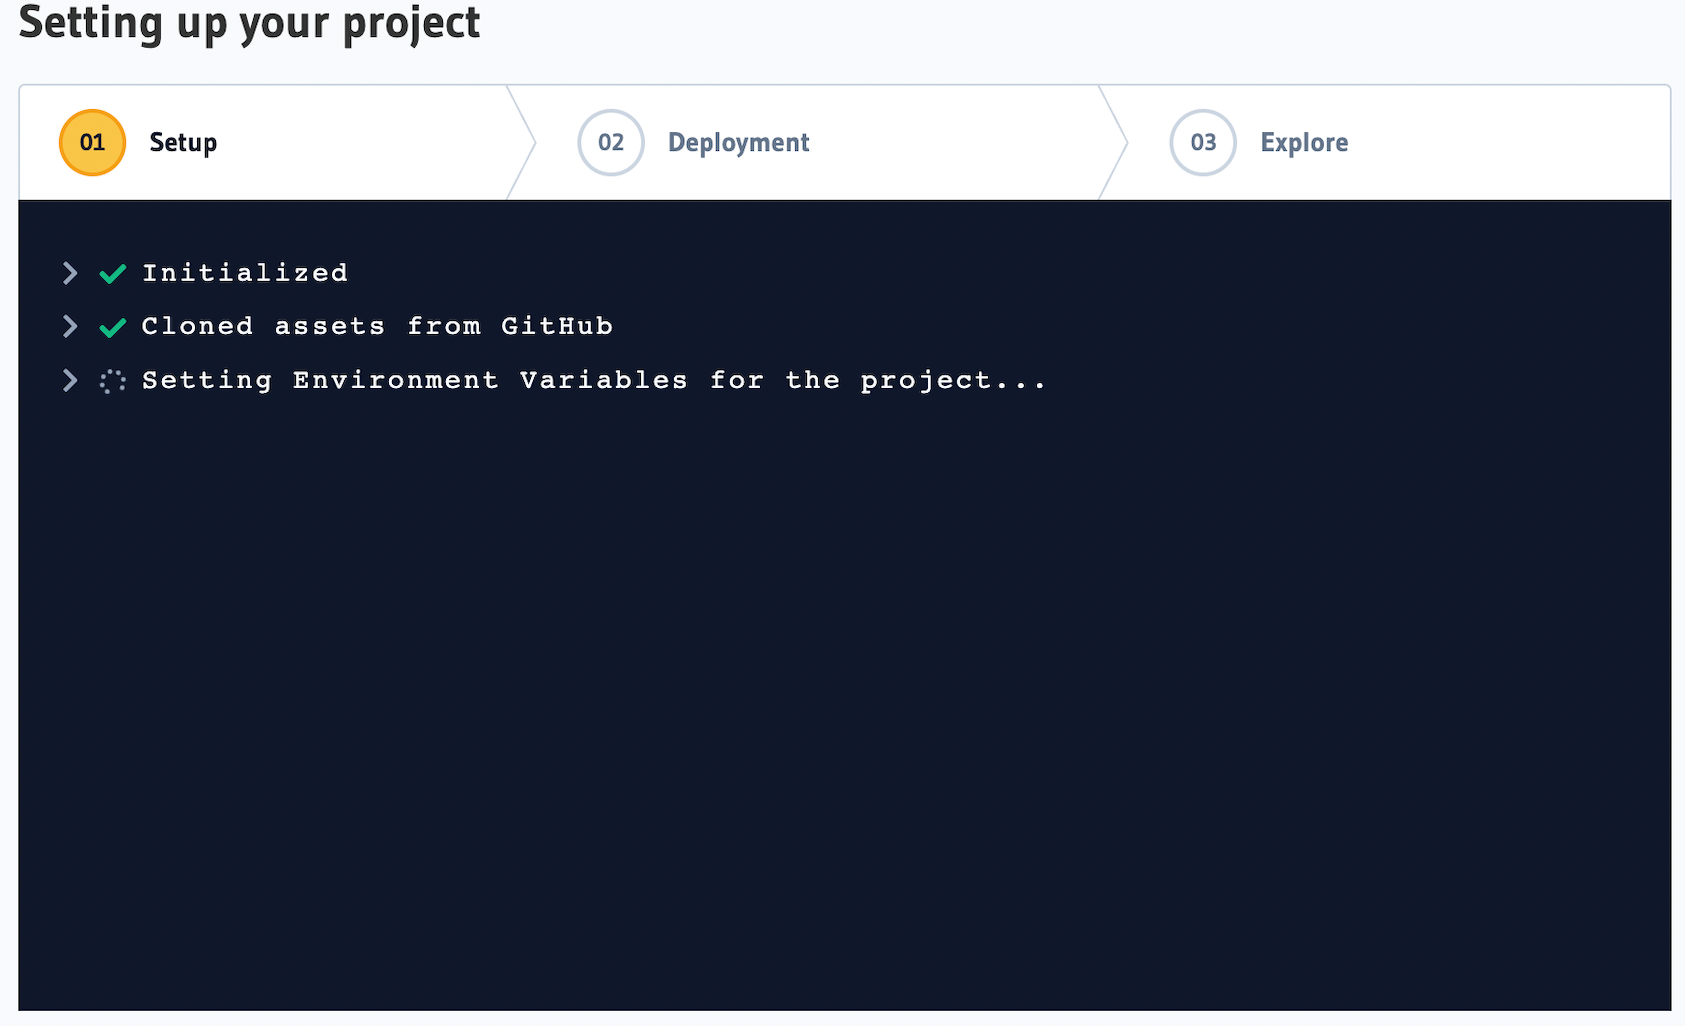 Setting up your project
01 Setup
02 Deployment
03 Explore
Initialized
Cloned assets from GitHub
Setting Environment Variables for the project...